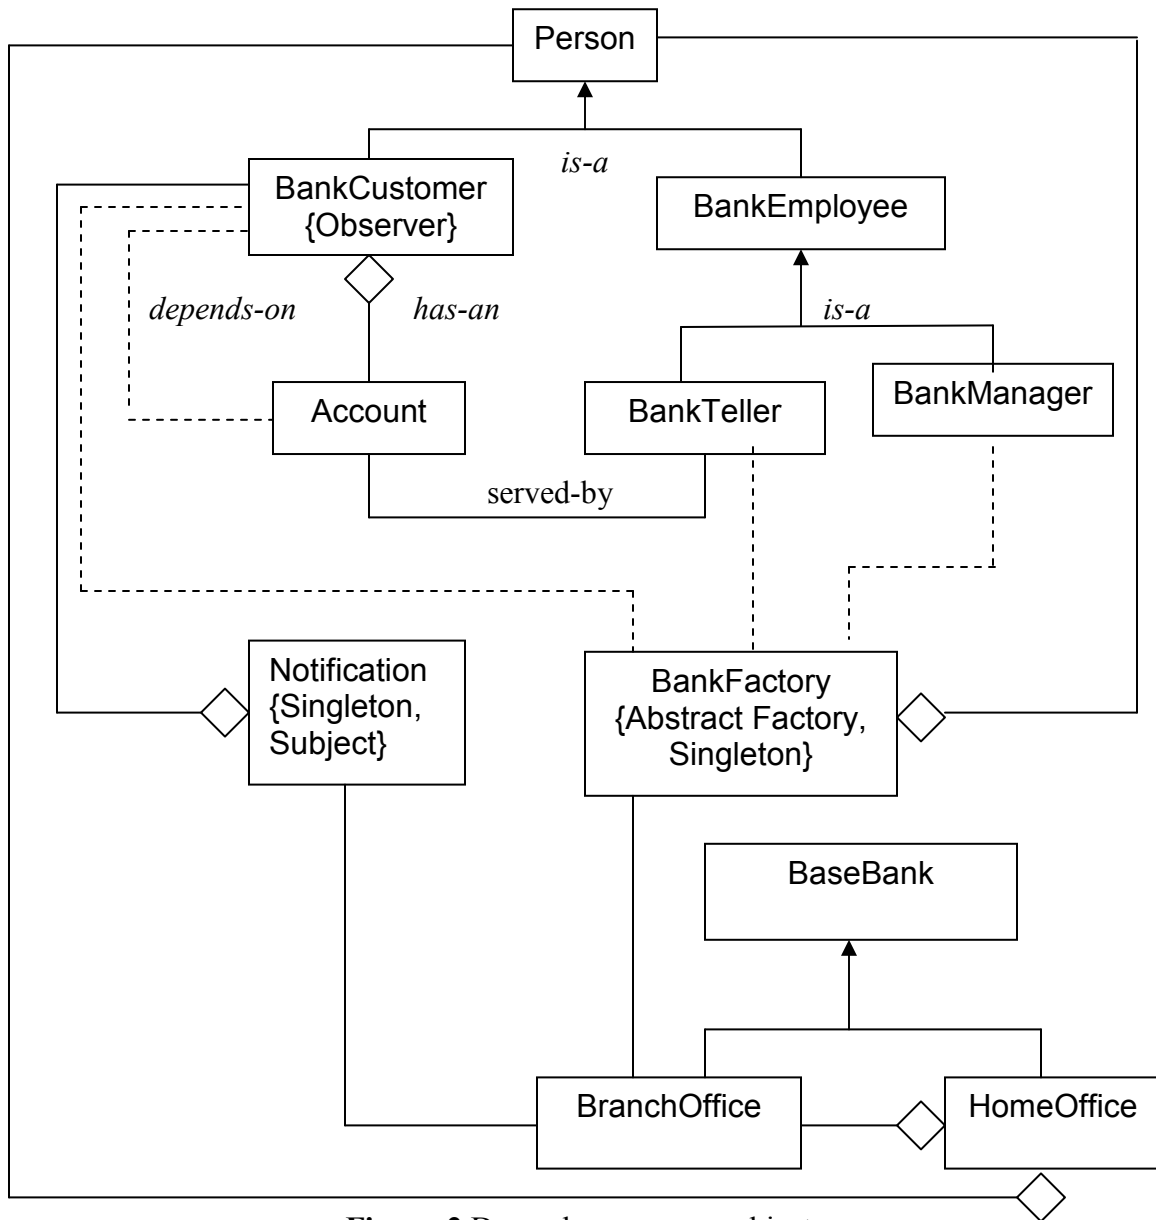 Person
is-a
BankCustomer
{Observer}
BankEmployee
depends-on
has-an
is-a
Account
BankTeller
BankManager
served-by
Notification
{Singleton,
Subject}
BankFactory
{Abstract Factory,
Singleton}
BaseBank
BranchOffice
HomeOffice